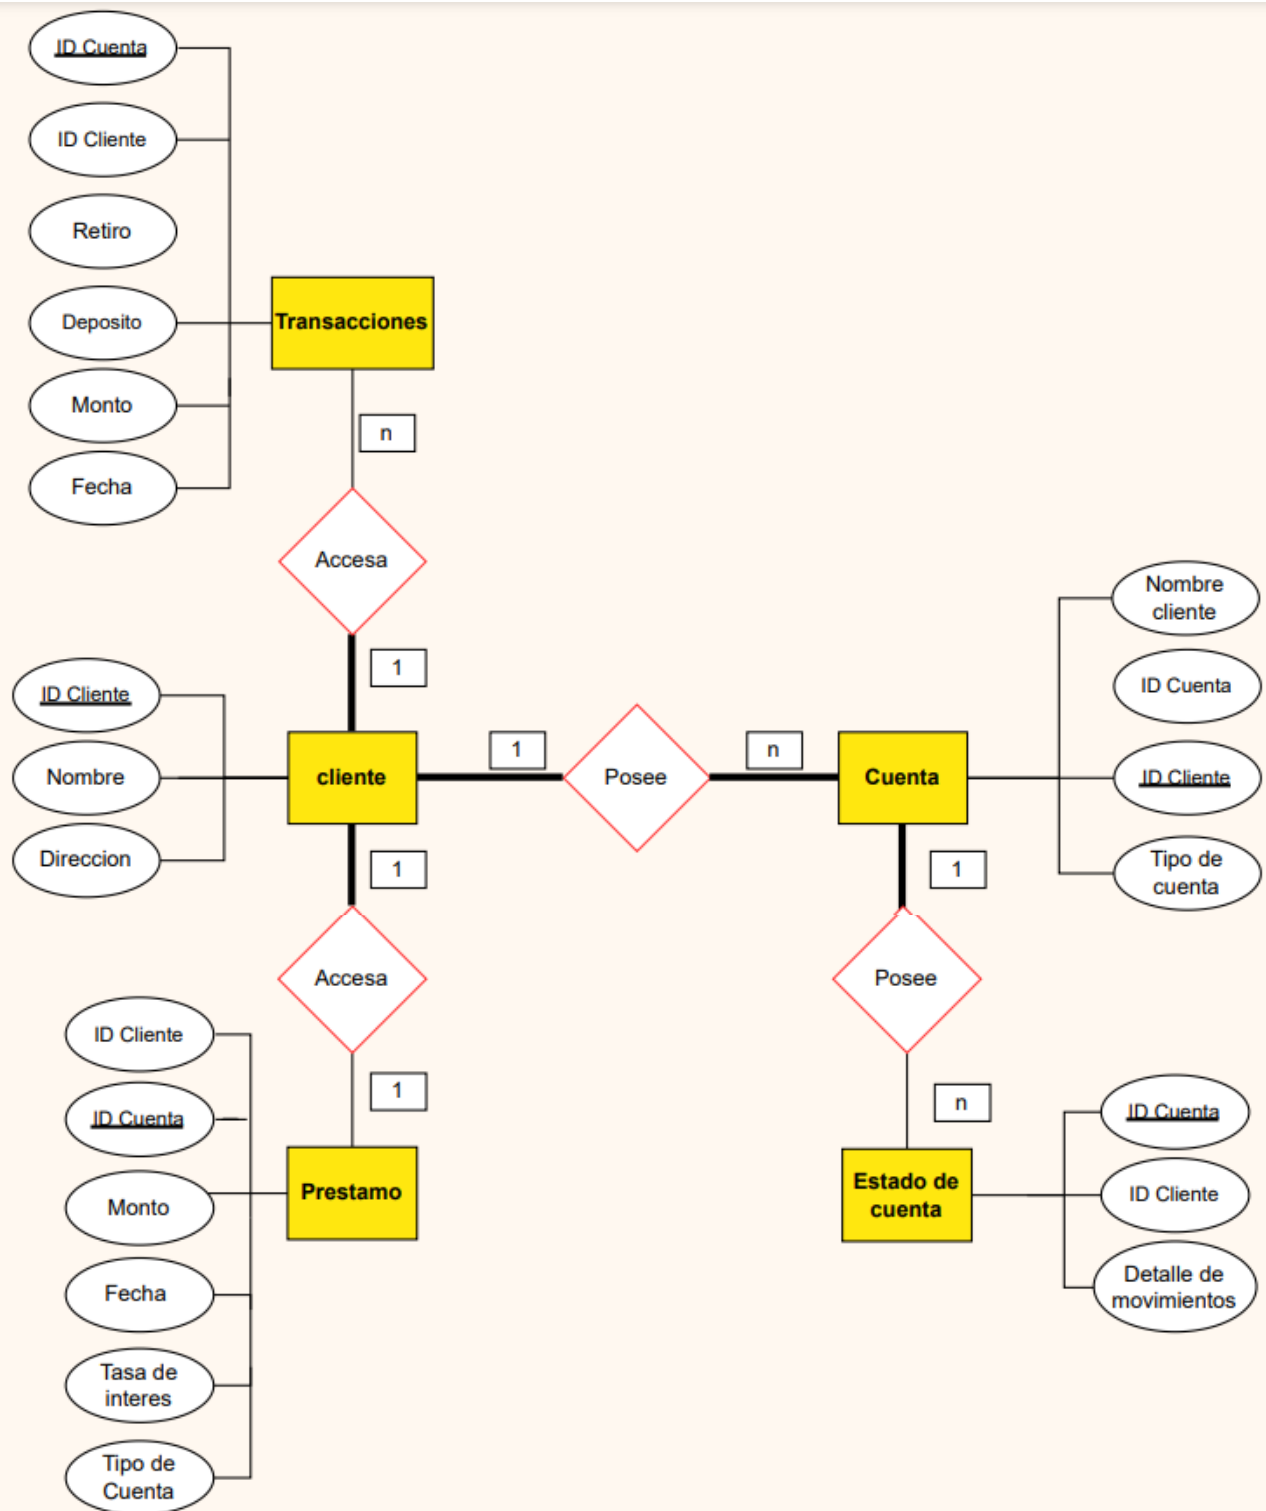 ID Cuenta
ID Cliente
Retiro
Deposito
Transacciones
Monto
n
Fecha
Accesa
Nombre
cliente
1
ID Cliente
ID Cuenta
1
n
Nombre
cliente
Posee
Cuenta
ID Cliente
Direccion
1
1
Tipo de
cuenta
Accesa
Posee
ID Cliente
1
n
ID Cuenta
ID Cuenta
Monto
Prestamo
Estado de
cuenta
ID Cliente
Fecha
Detalle de
movimientos
Tasa de
interes
Tipo de
Cuenta